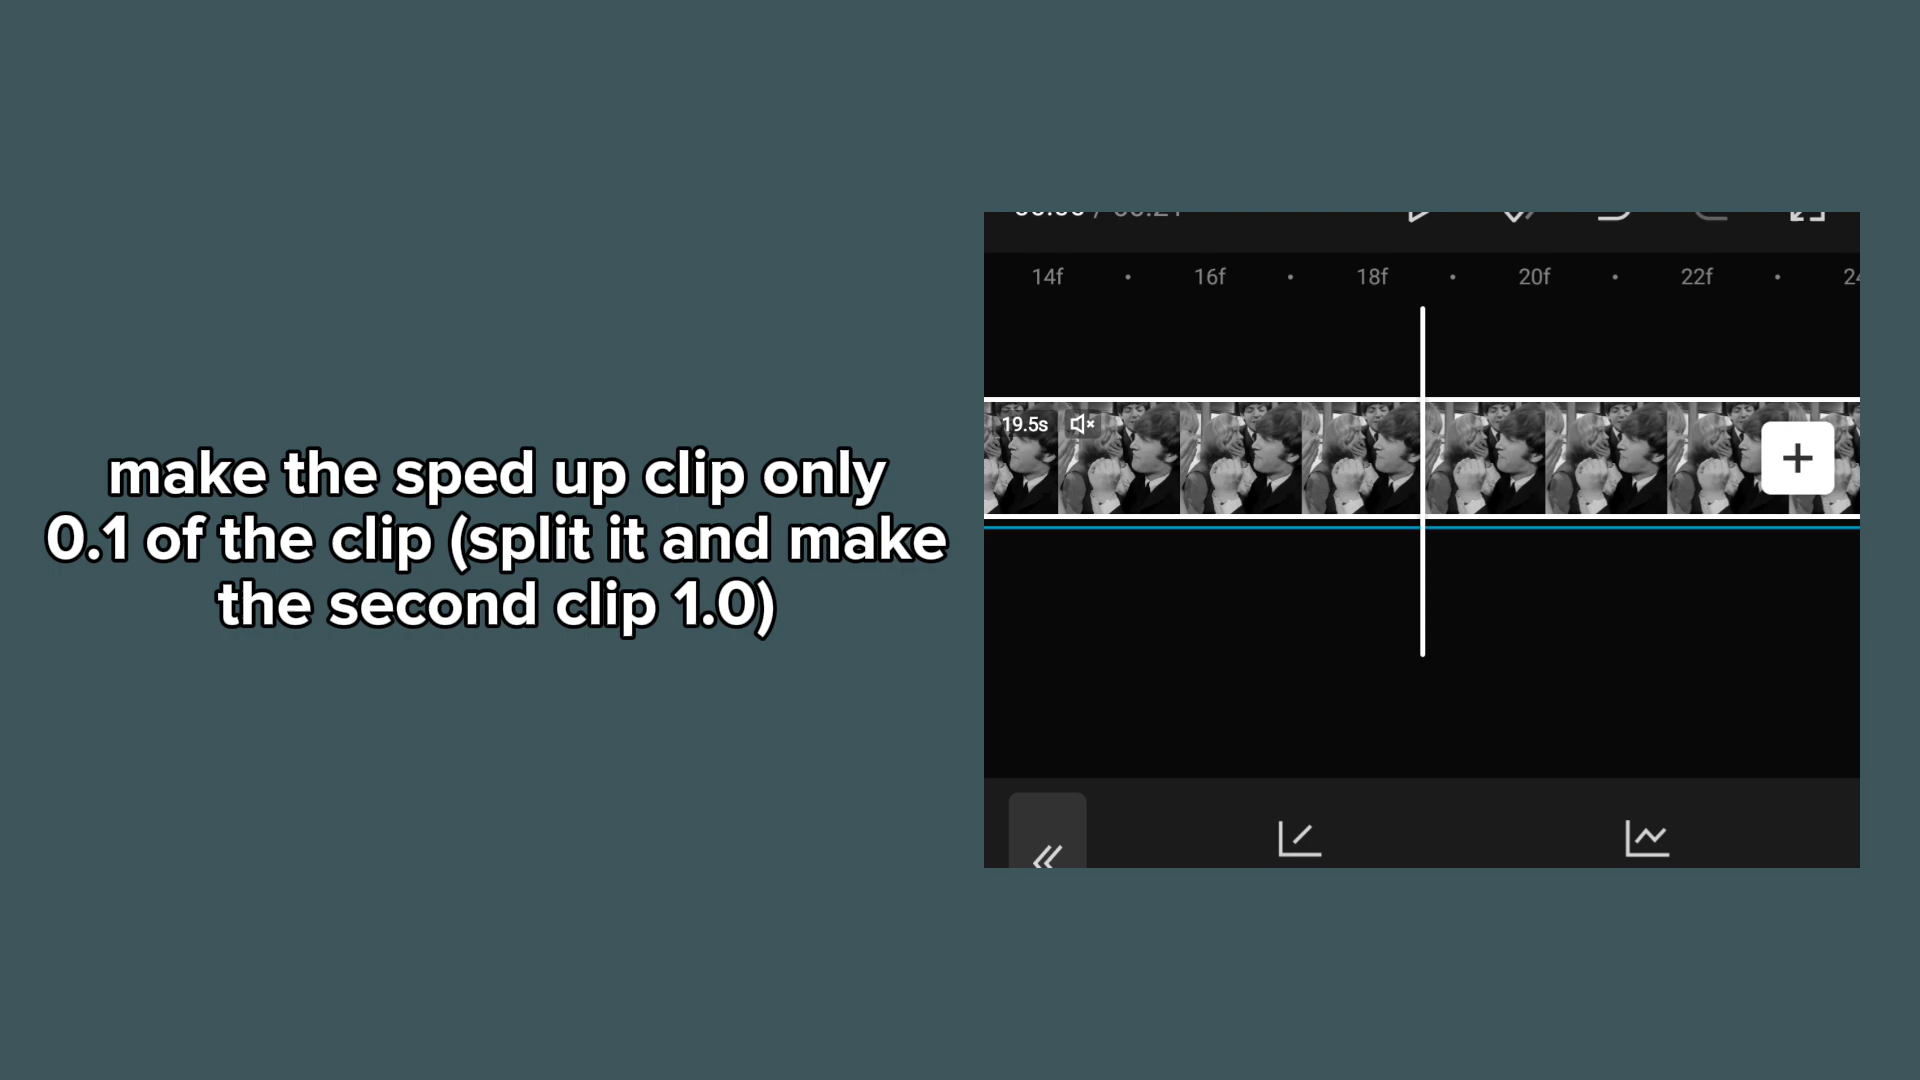 make the sped up clip only
0.1 of the clip (split it and make
the second clip 1.0)
14f 16f 18f 20f 22f
19.5s